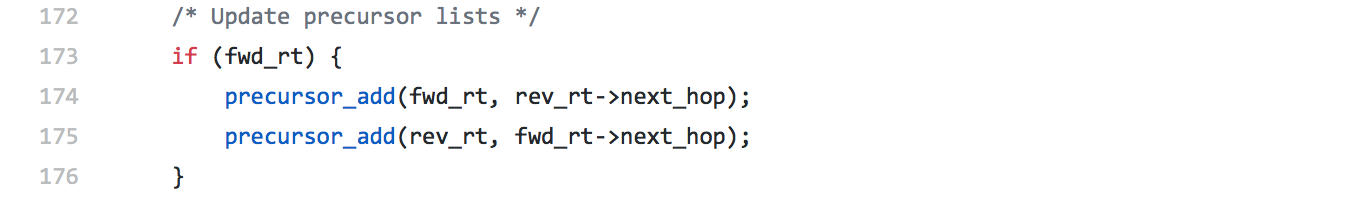 172 /* Update precursor lists */
173 if (fwd_rt) {
174 precursor_add(fwd_rt, rev_rt->next_hop);
175 precursor_add(rev_rt, fwd_rt->next_hop);
176 }